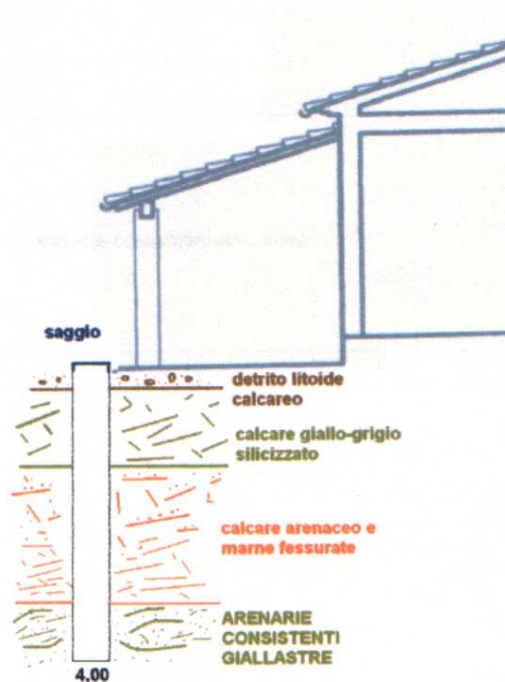 saggio
detrito litoide
calcareo
calcare giallo-grigio
silicizzato
calcare arenaceo e
marne fessurate
ARENARIE
CONSISTENTI
GIALLASTRE
4,00